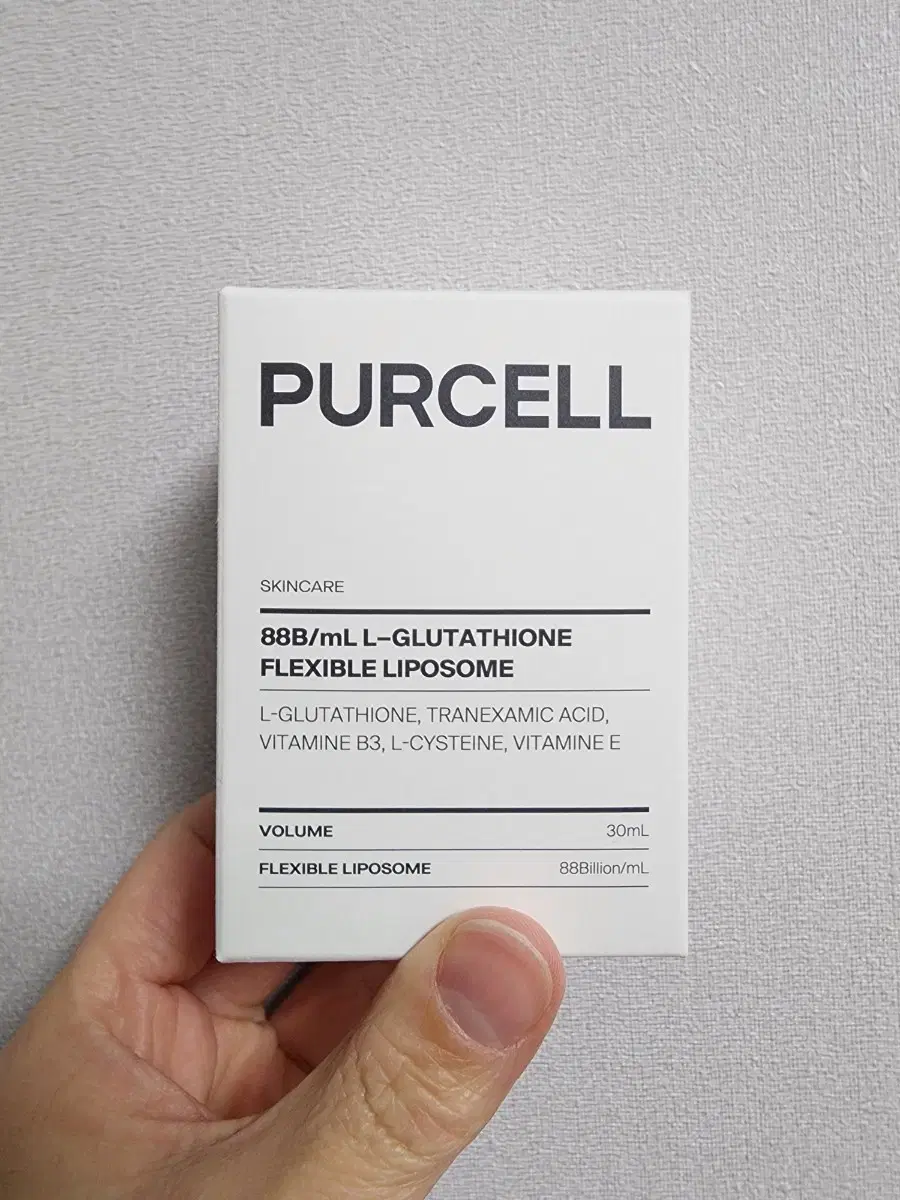 PURCELL
SKINCARE
88B/mL L-GLUTATHIONE
FLEXIBLE LIPOSOME
L-GLUTATHIONE, TRANEXAMIC ACID,
VITAMINE B3, L-CYSTEINE, VITAMINE E
VOLUME 30mL
FLEXIBLE LIPOSOME 88Billion/mL